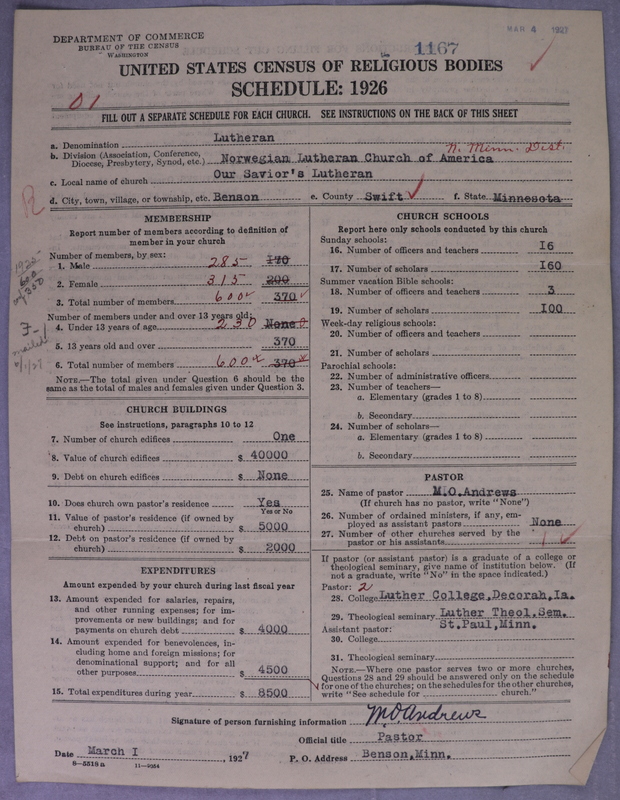 DEPARTMENT OF COMMERCE
BUREAU OF THE CENSUS
WASHINGTON
MAR 4 1927
1167
UNITED STATES CENSUS OF RELIGIOUS BODIES
SCHEDULE: 1926
01
FILL OUT A SEPARATE SCHEDULE FOR EACH CHURCH. SEE INSTRUCTIONS ON THE BACK OF THIS SHEET
a. Denomination Lutheran
N. Minn. Dist.
b. Division (Association, Conference, Diocese, Presbytery, Synod, etc.) Norwegian Lutheran Church of America
c. Local name of church Our Savior's Lutheran
R
d. City, town, village, or township, etc. Benson e. County Swift f. State Minnesota
MEMBERSHIP
Report number of members according to definition of
member in your church
Number of members, by sex:
1. Male 285 170
2. Female 315 200
3. Total number of members 600 370
Number of members under and over 13 years old:
4. Under 13 years of age 230 None
5. 13 years old and over 370
6. Total number of members 600 370
NOTE.—The total given under Question 6 should be the
same as the total of males and females given under Question 3.
CHURCH BUILDINGS
See instructions, paragraphs 10 to 12
7. Number of church edifices One
8. Value of church edifices $ 40000
9. Debt on church edifices $ None
10. Does church own pastor's residence Yea
Yes or No
11. Value of pastor's residence (if owned by
church) $ 5000
12. Debt on pastor's residence (if owned by
church) $ 2000
EXPENDITURES
Amount expended by your church during last fiscal year
13. Amount expended for salaries, repairs,
and other running expenses; for im-
provements or new buildings; and for
payments on church debt $ 4000
14. Amount expended for benevolences, in-
cluding home and foreign missions; for
denominational support; and for all
other purposes $ 4500
15. Total expenditures during year $ 8500
CHURCH SCHOOLS
Report here only schools conducted by this church
Sunday schools:
16. Number of officers and teachers I6
17. Number of scholars I60
Summer vacation Bible schools:
18. Number of officers and teachers 3
19. Number of scholars I00
Week-day religious schools:
20. Number of officers and teachers
21. Number of scholars
Parochial schools:
22. Number of administrative officers
23. Number of teachers—
a. Elementary (grades 1 to 8)
b. Secondary
24. Number of scholars—
a. Elementary (grades 1 to 8)
b. Secondary
PASTOR
25. Name of pastor M.O.Andrews
(If church has no pastor, write "None")
26. Number of ordained ministers, if any, em-
ployed as assistant pastors None
27. Number of other churches served by the
pastor or his assistants 1
If pastor (or assistant pastor) is a graduate of a college or
theological seminary, give name of institution below. (If
not a graduate, write "No" in the space indicated.)
Pastor: 2
28. College Luther College, Decorah, Ia.
29. Theological seminary Luther Theol, Sem.
Assistant pastor: St.Paul, Minn.
30. College
31. Theological seminary
NOTE.—Where one pastor serves two or more churches,
Questions 28 and 29 should be answered only on the schedule
for one of the churches; on the schedules for the other churches,
write "See schedule for church."
Signature of person furnishing information M.O.Andrews
Official title Pastor
Date March I, 1927 P. O. Address Benson, Minn.
8-5518a 11-9054